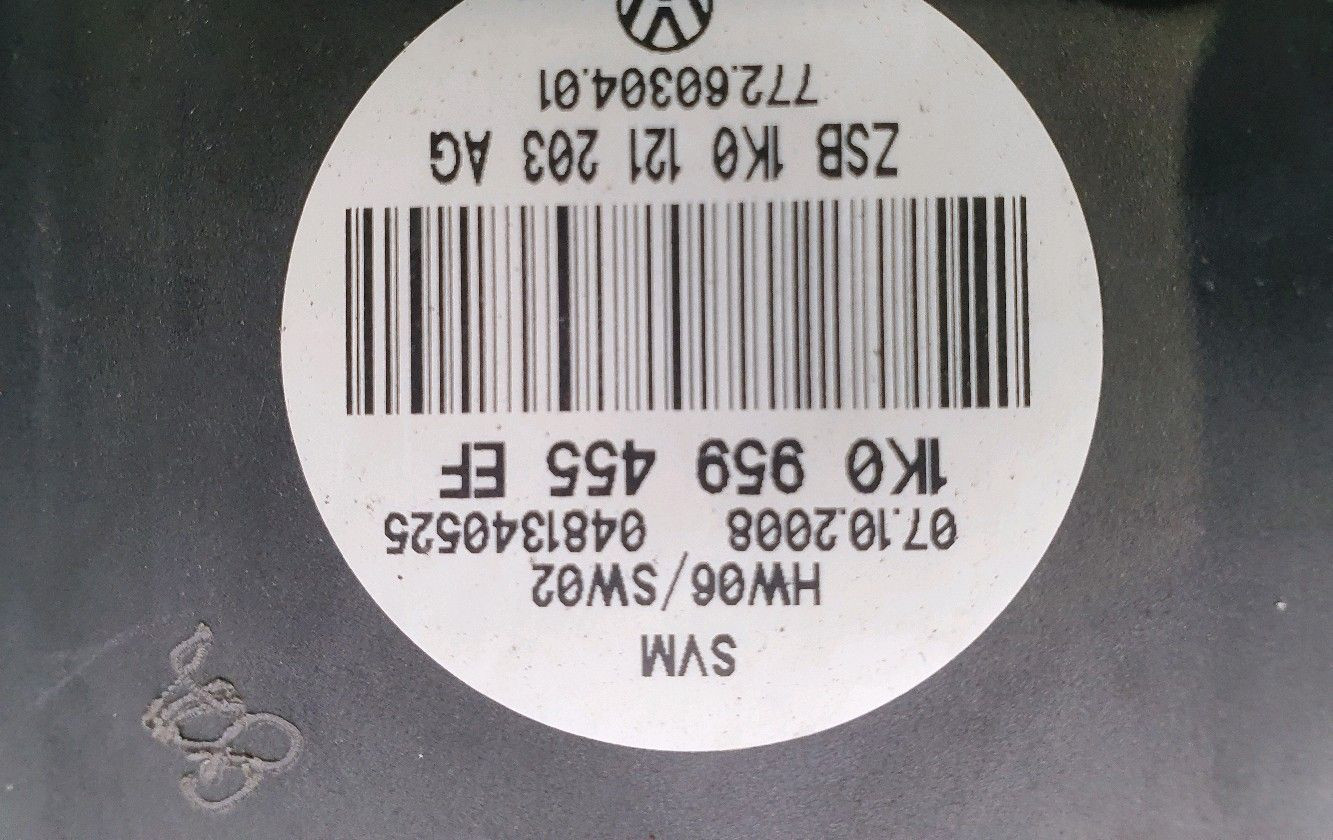 SVM
HW06/SW02
07.10.2008 0481340525
1K0 959 455 EF
ZSB 1K0 121 203 AG
772.60304.01